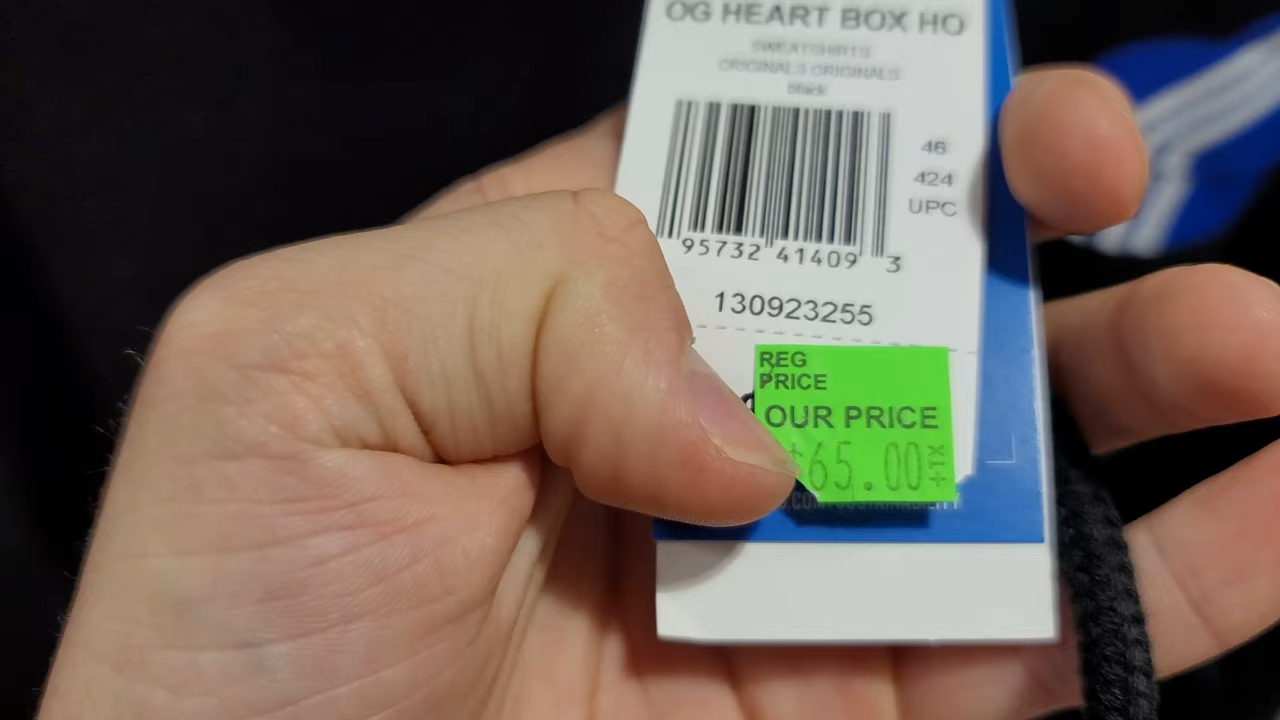 OG HEART BOX HO
SWEATSHIRTS
ORIGINALS ORIGINALS
black
46
424
UPC
95732 41409 3
130923255
REG
PRICE
OUR PRICE
$65.00
+TX